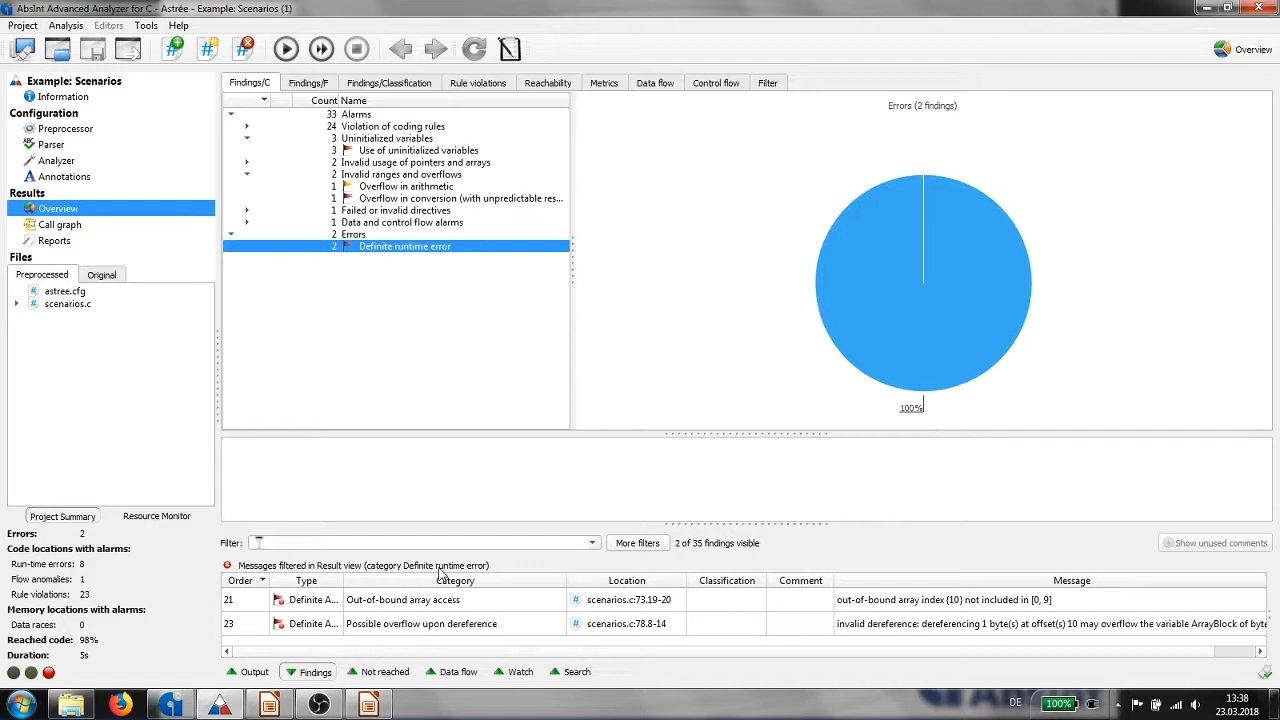 AbsInt Advanced Analyzer for C - Astrée - Example: Scenarios (1)
Project Analysis Editors Tools Help
Overview
Example: Scenarios
Information
Configuration
Preprocessor
Parser
Analyzer
Annotations
Results
Overview
Call graph
Reports
Files
Preprocessed Original
astree.cfg
scenarios.c
Project Summary Resource Monitor
Errors: 2
Code locations with alarms:
Run-time errors: 8
Flow anomalies: 1
Rule violations: 23
Memory locations with alarms:
Data races: 0
Reached code: 98%
Duration: 5s
Findings/C Findings/F Findings/Classification Rule violations Reachability Metrics Data flow Control flow Filter
Count Name
33 Alarms
24 Violation of coding rules
3 Uninitialized variables
3 Use of uninitialized variables
2 Invalid usage of pointers and arrays
2 Invalid ranges and overflows
1 Overflow in arithmetic
1 Overflow in conversion (with unpredictable res...
1 Failed or invalid directives
1 Data and control flow alarms
2 Errors
2 Definite runtime error
Errors (2 findings)
100%
Filter: More filters 2 of 35 findings visible Show unused comments
Messages filtered in Result view (category Definite runtime error)
Order Type Category Location Classification Comment Message
21 Definite A... Out-of-bound array access scenarios.c:73.19-20 out-of-bound array index {10} not included in [0, 9]
23 Definite A... Possible overflow upon dereference scenarios.c:78.8-14 invalid dereference: dereferencing 1 byte(s) at offset(s) 10 may overflow the variable ArrayBlock of byte
Output Findings Not reached Data flow Watch Search
DE 100% 13:38
23.03.2018